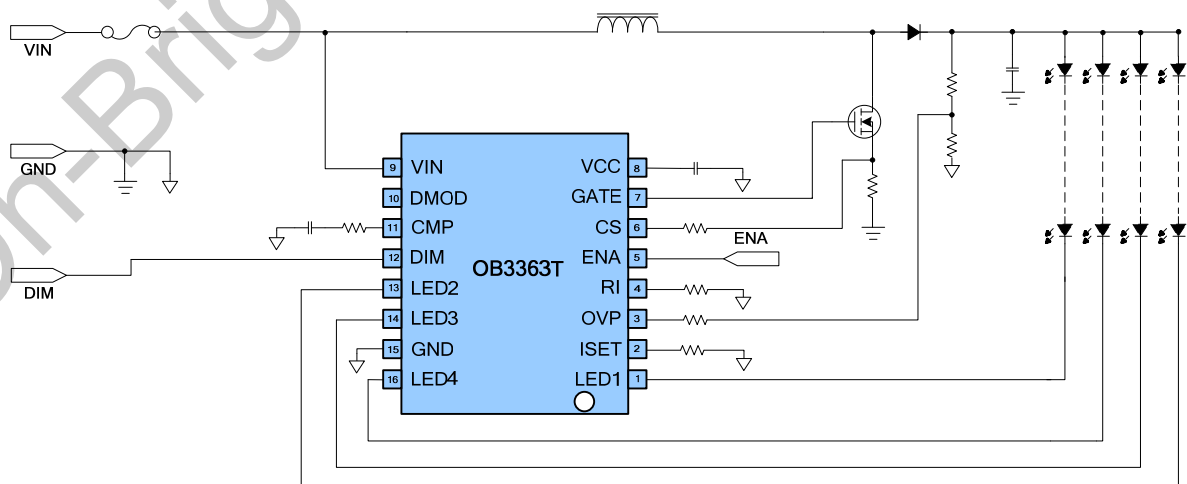 On-Brig
VIN
GND
DIM
OB3363T
9 VIN
10 DMOD
11 CMP
12 DIM
13 LED2
14 LED3
15 GND
16 LED4
VCC 8
GATE 7
CS 6
ENA 5
RI 4
OVP 3
ISET 2
LED1 1
ENA